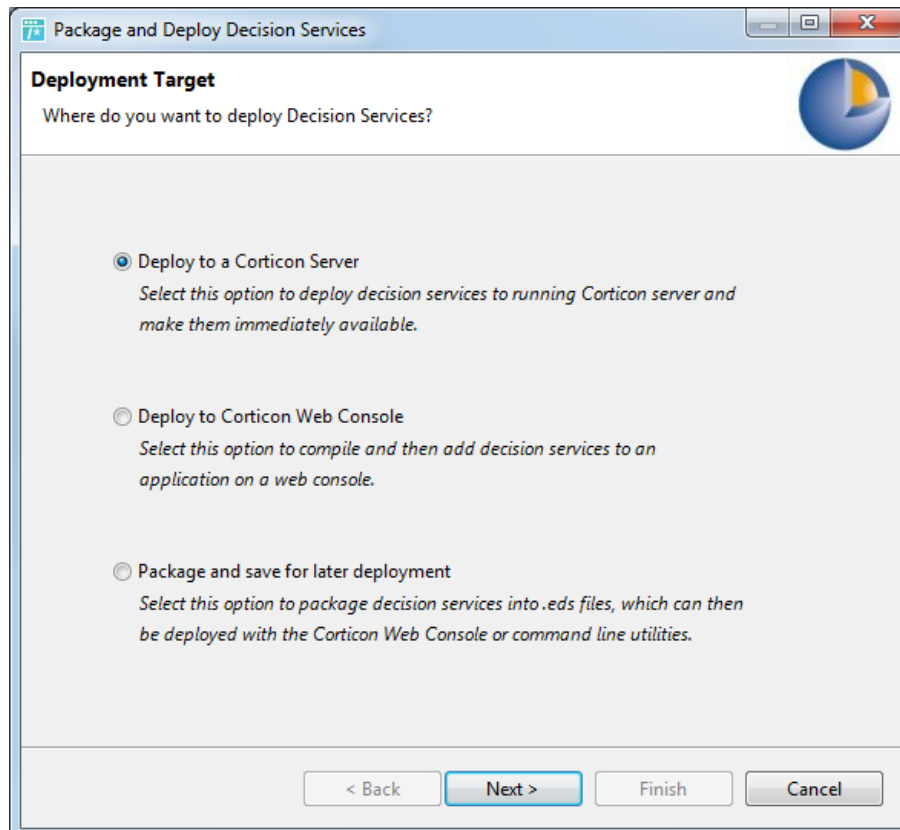 Package and Deploy Decision Services
Deployment Target
Where do you want to deploy Decision Services?
Deploy to a Corticon Server
Select this option to deploy decision services to running Corticon server and
make them immediately available.
Deploy to Corticon Web Console
Select this option to compile and then add decision services to an
application on a web console.
Package and save for later deployment
Select this option to package decision services into .eds files, which can then
be deployed with the Corticon Web Console or command line utilities.
< Back Next > Finish Cancel